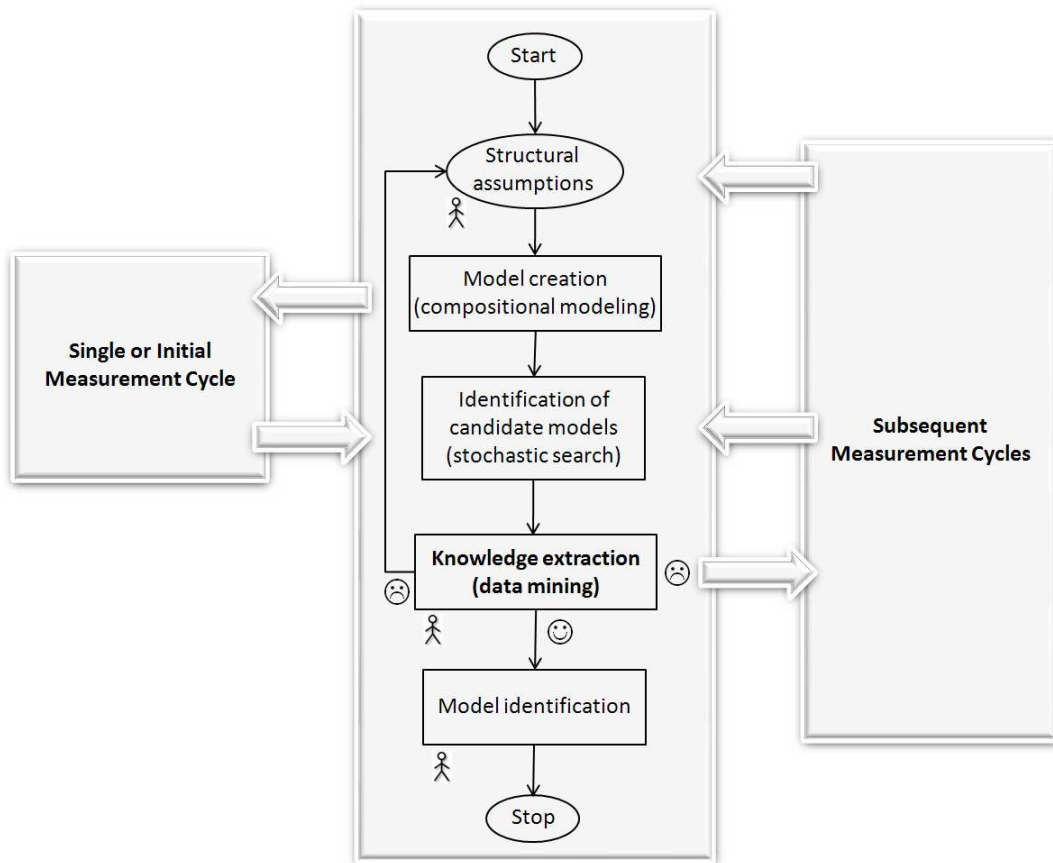 Start
Structural
assumptions
Model creation
(compositional modeling)
Single or Initial
Measurement Cycle
Identification of
candidate models
(stochastic search)
Subsequent
Measurement Cycles
Knowledge extraction
(data mining)
Model identification
Stop